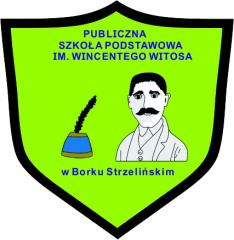 PUBLICZNA
SZKOŁA PODSTAWOWA
IM. WINCENTEGO WITOSA
w Borku Strzelińskim